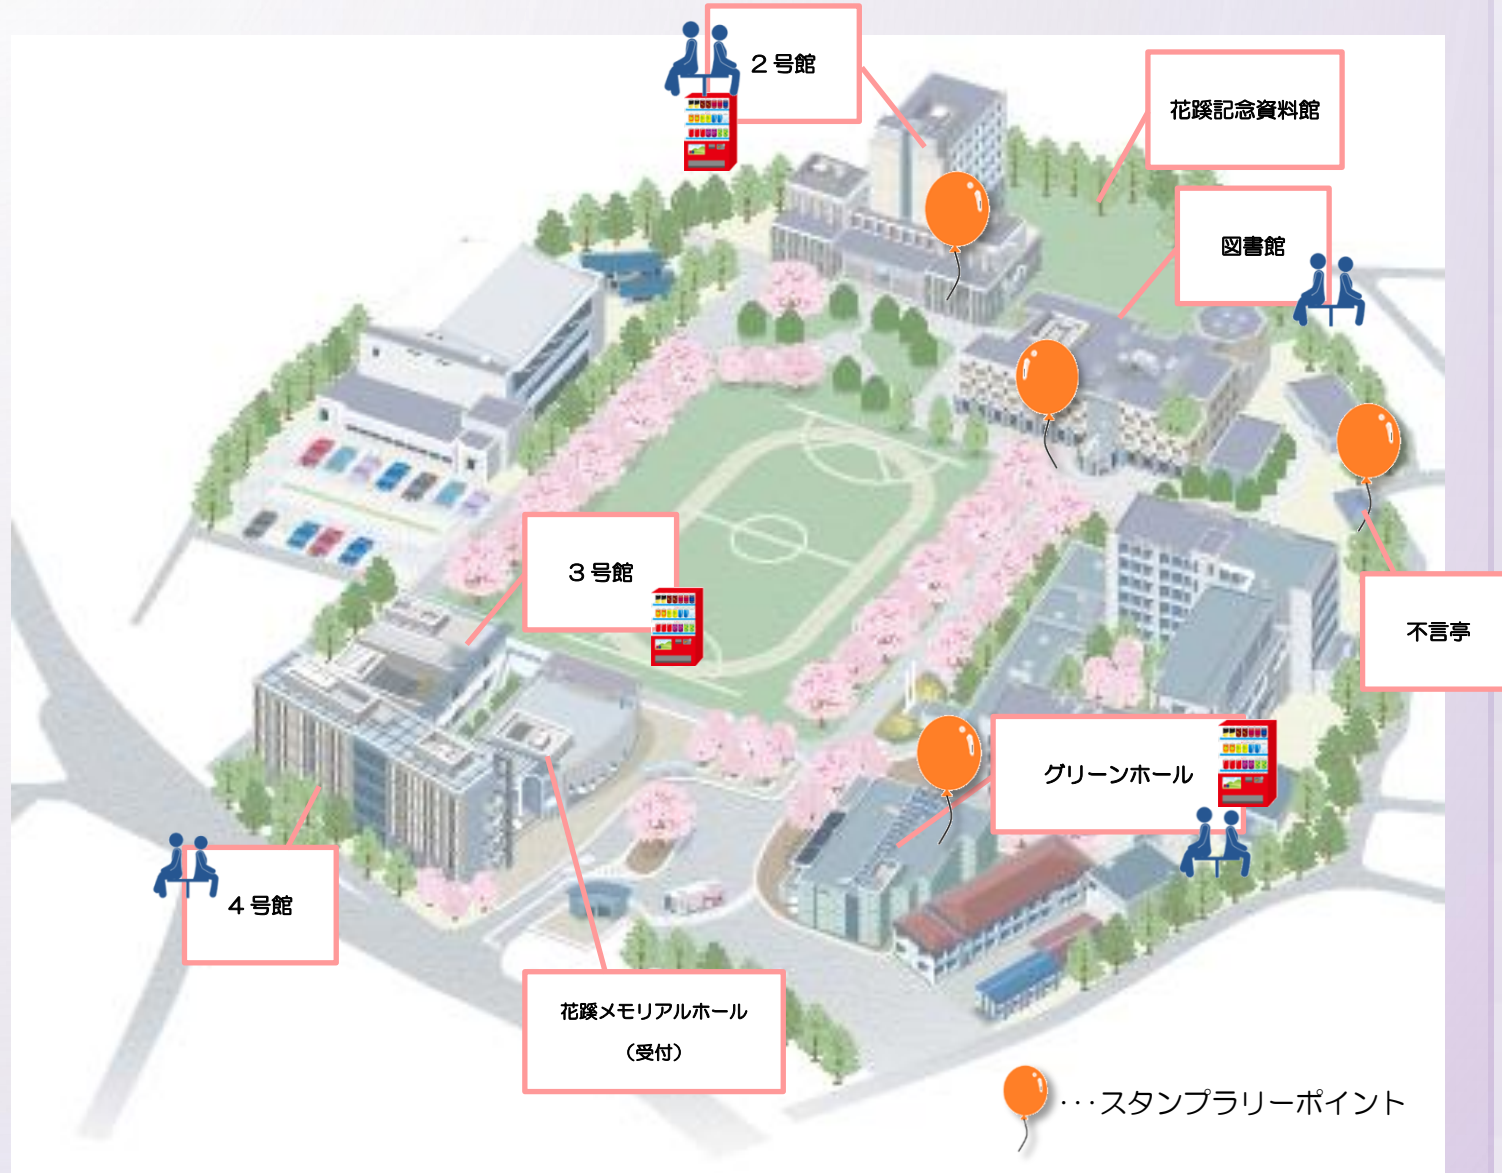 ２号館
花蹊記念資料館
図書館
３号館
不言亭
グリーンホール
４号館
花蹊メモリアルホール
（受付）
･･･スタンプラリーポイント